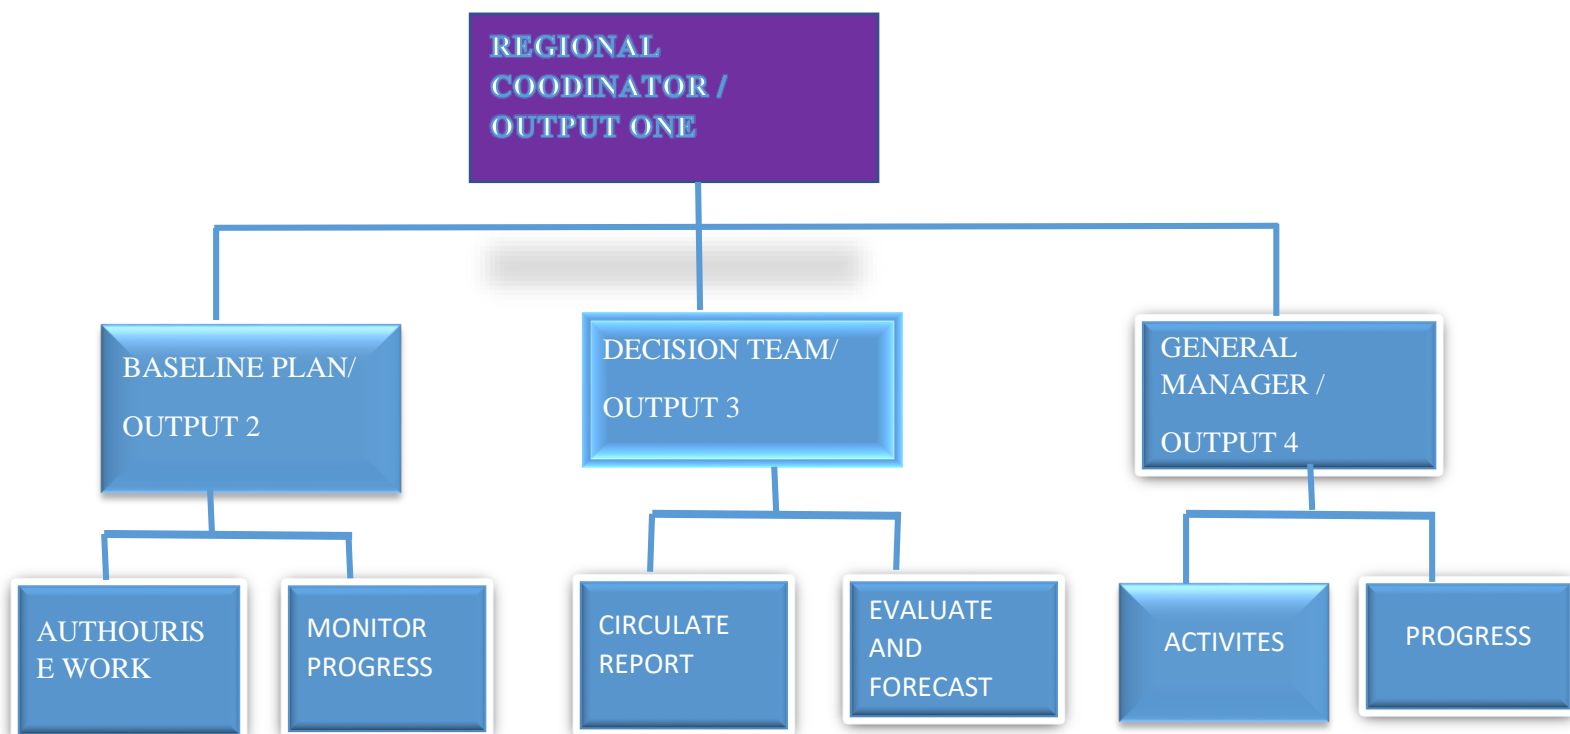 REGIONAL
COODINATOR /
OUTPUT ONE
BASELINE PLAN/
OUTPUT 2
DECISION TEAM/
OUTPUT 3
GENERAL
MANAGER /
OUTPUT 4
AUTHOURIS
E WORK
MONITOR
PROGRESS
CIRCULATE
REPORT
EVALUATE
AND
FORECAST
ACTIVITES
PROGRESS